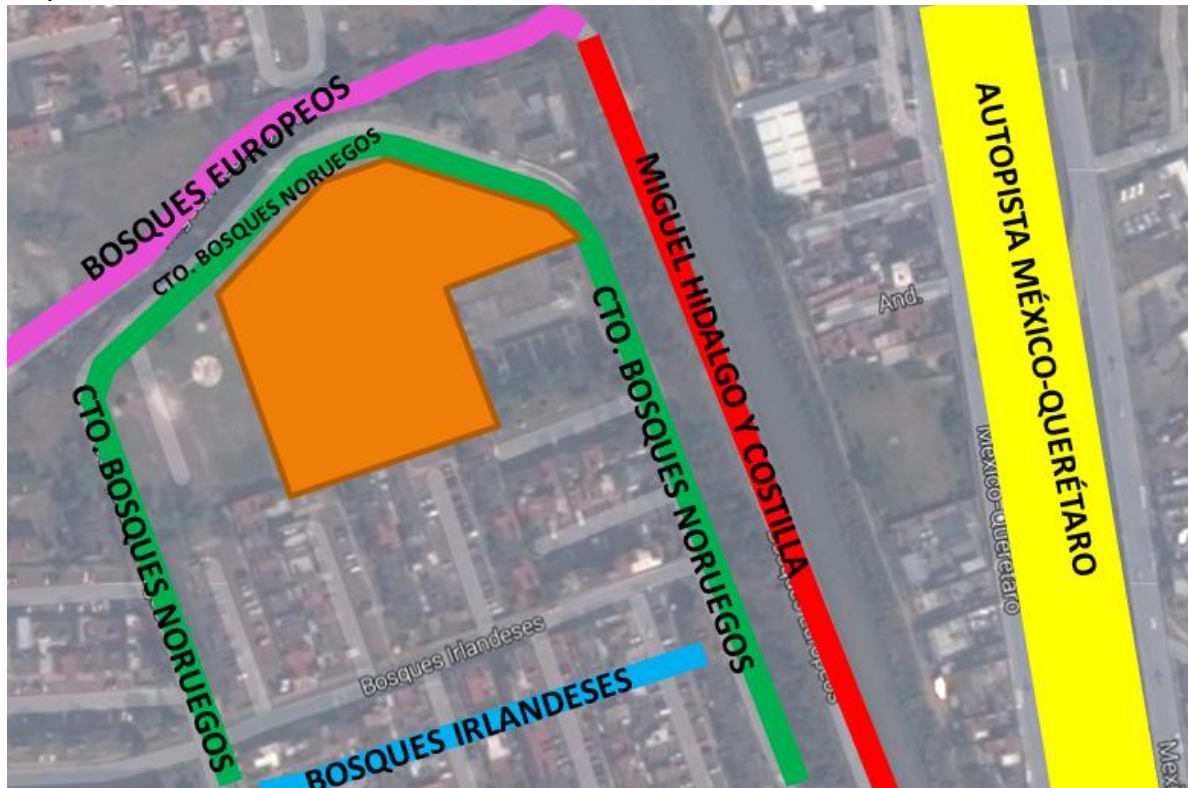 BOSQUES EUROPEOS
CTO. BOSQUES NORUEGOS
MIGUEL HIDALGO Y COSTILLA
AUTOPISTA MÉXICO-QUERÉTARO
And.
CTO. BOSQUES NORUEGOS
CTO. BOSQUES NORUEGOS
México-Querétaro
Bosques Irlandeses
BOSQUES IRLANDESES
Europeos